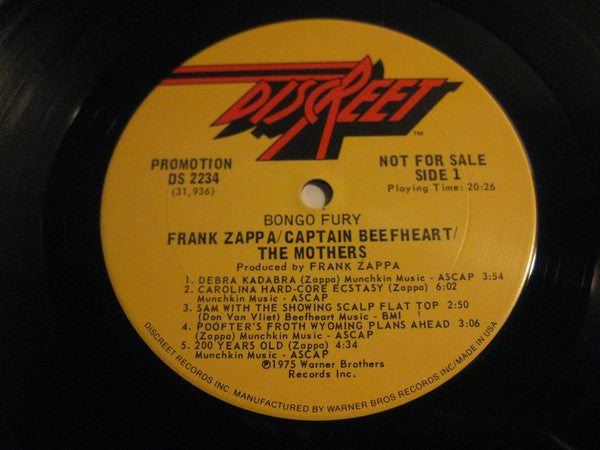 DISCREET
TM
PROMOTION
DS 2234
(31,936)
NOT FOR SALE
SIDE 1
Playing Time: 20:26
BONGO FURY
FRANK ZAPPA/CAPTAIN BEEFHEART/
THE MOTHERS
Produced by FRANK ZAPPA
1. DEBRA KADABRA (Zappa) Munchkin Music - ASCAP 3:54
2. CAROLINA HARD-CORE ECSTASY (Zappa) 6:02
Munchkin Music - ASCAP
3. SAM WITH THE SHOWING SCALP FLAT TOP 2:50
(Don Van Vliet) Beefheart Music - BMI
4. POOFTER'S FROTH WYOMING PLANS AHEAD 3:06
(Zappa) Munchkin Music - ASCAP
5. 200 YEARS OLD (Zappa) 4:34
Munchkin Music - ASCAP
℗1975 Warner Brothers
Records Inc.
DISCREET RECORDS INC. MANUFACTURED BY WARNER BROS RECORDS INC/MADE IN USA